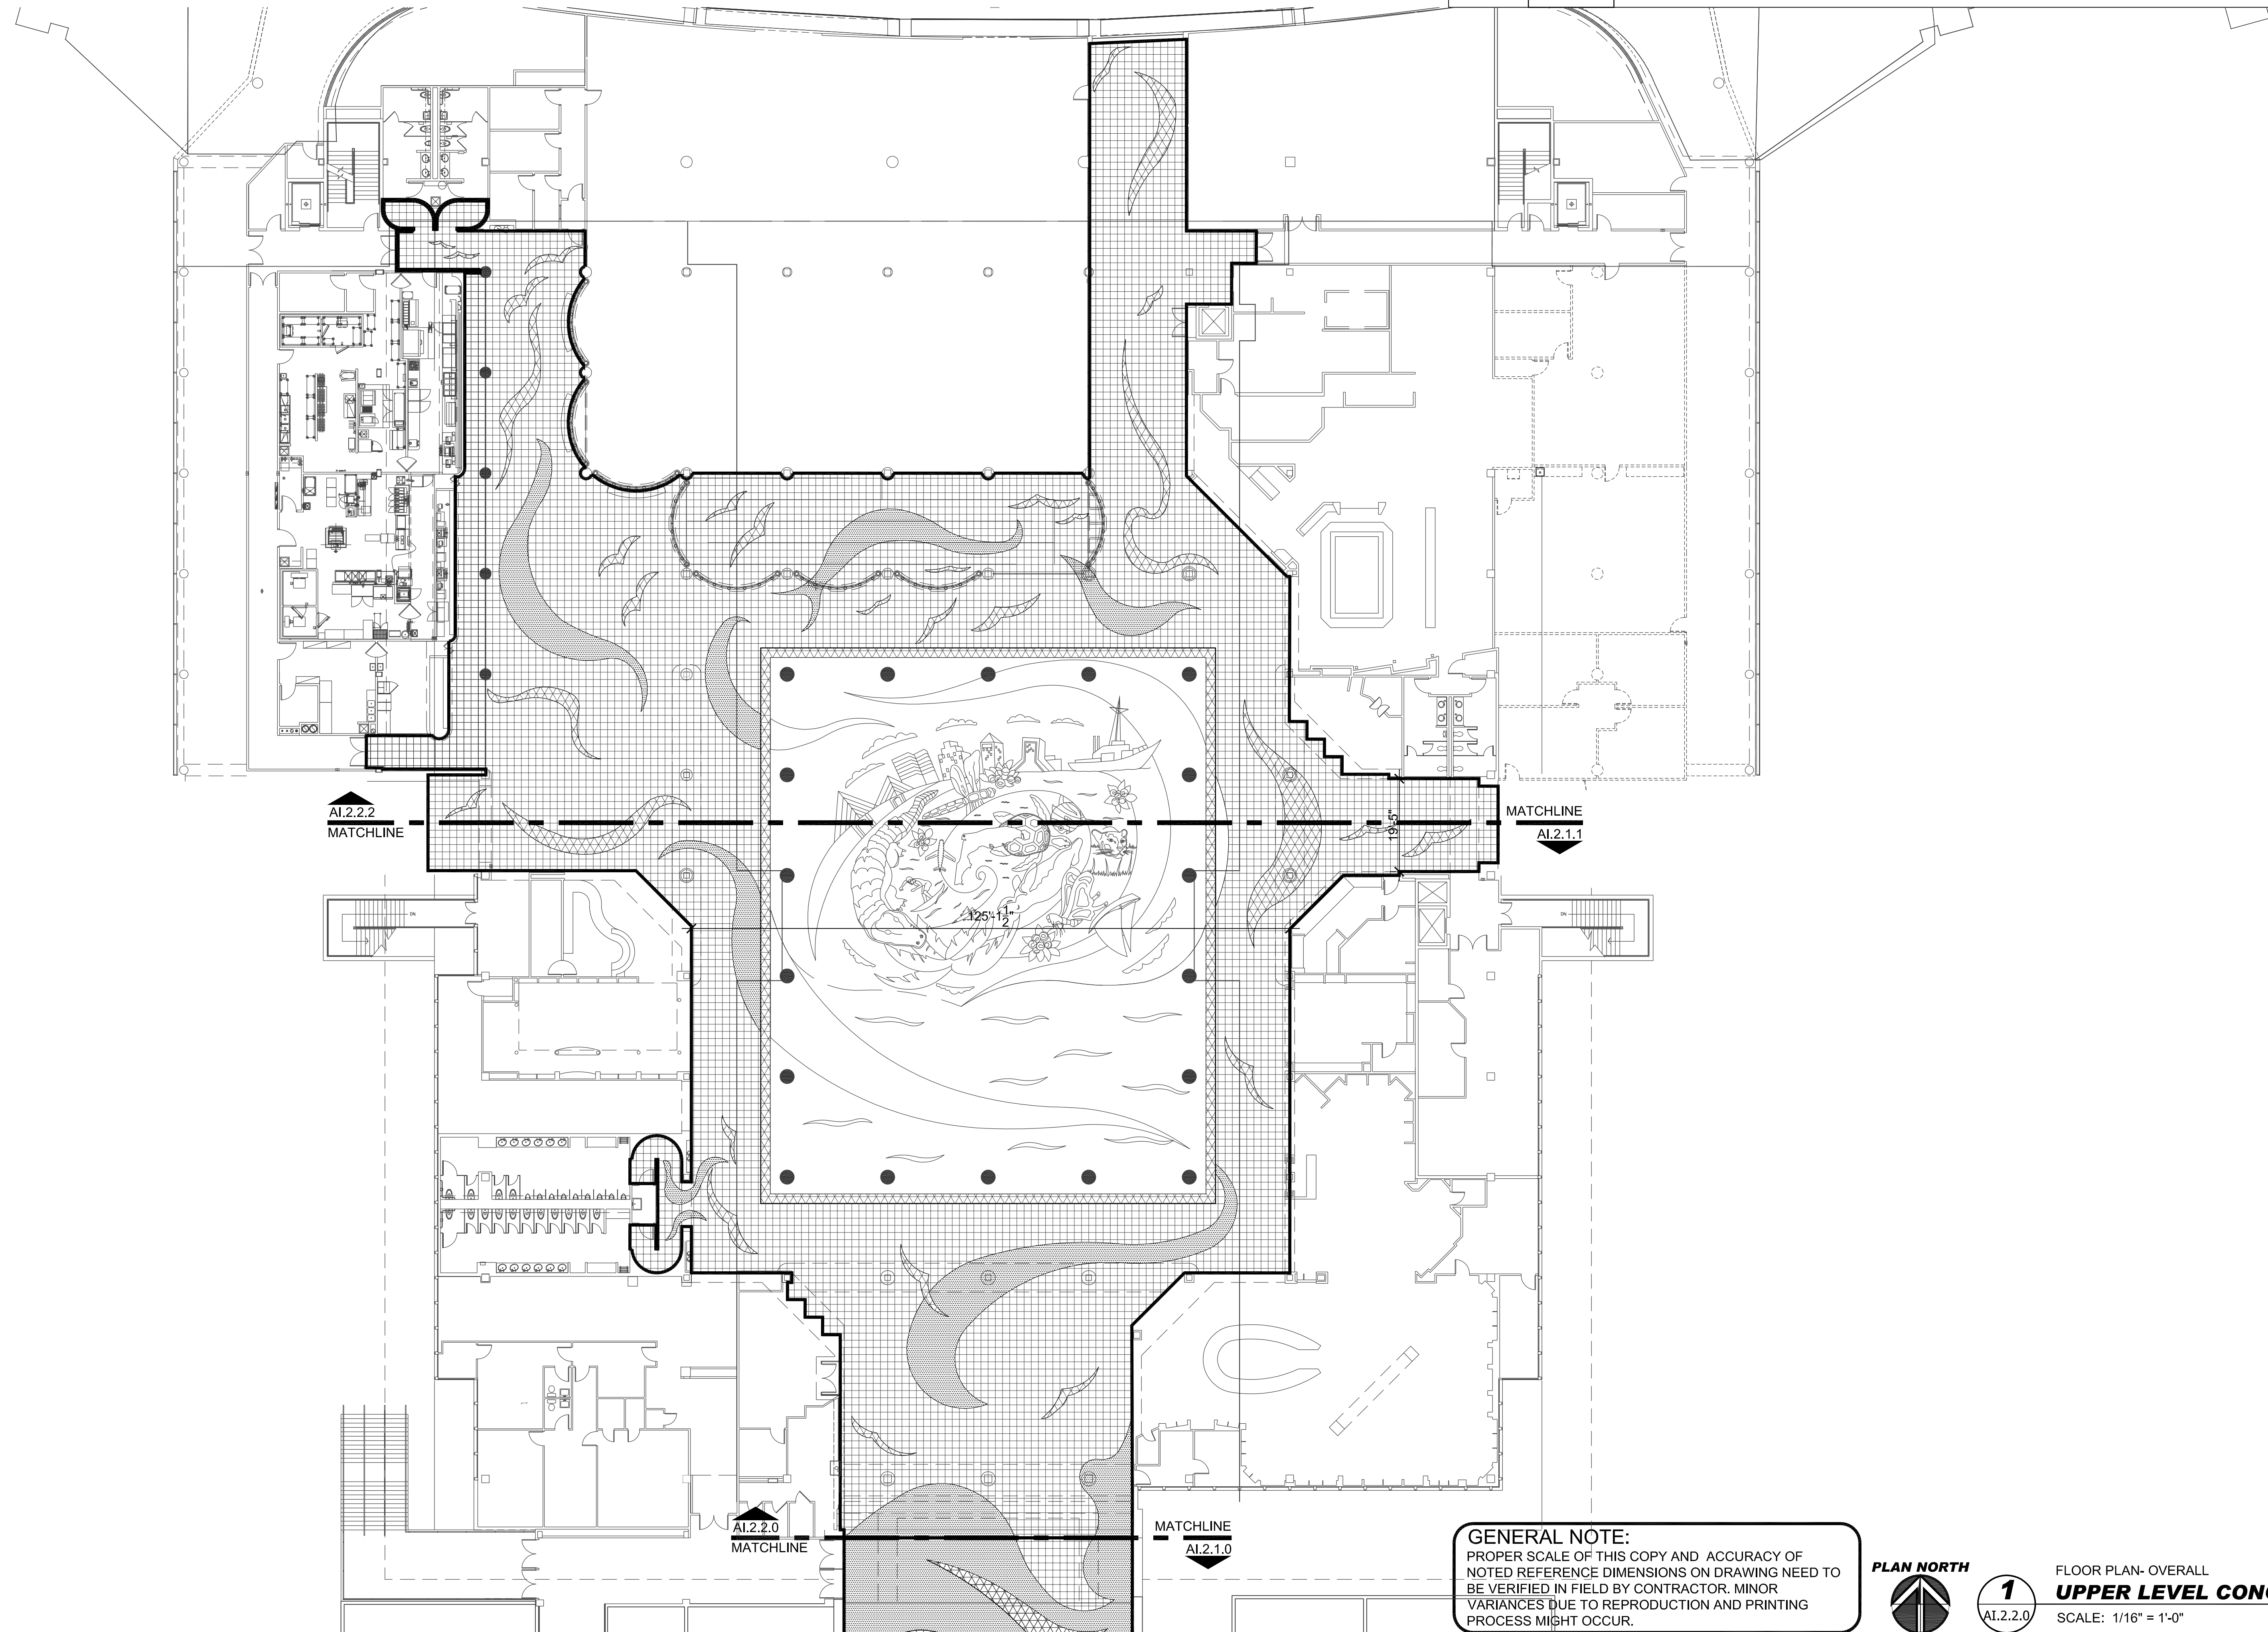 AI.2.2.2
MATCHLINE
MATCHLINE
AI.2.1.1
19'-5"
DN
DN
125'-1 1/2"
AI.2.2.0
MATCHLINE
MATCHLINE
AI.2.1.0
GENERAL NOTE:
PROPER SCALE OF THIS COPY AND ACCURACY OF
NOTED REFERENCE DIMENSIONS ON DRAWING NEED TO
BE VERIFIED IN FIELD BY CONTRACTOR. MINOR
VARIANCES DUE TO REPRODUCTION AND PRINTING
PROCESS MIGHT OCCUR.
PLAN NORTH
1
AI.2.2.0
FLOOR PLAN- OVERALL
UPPER LEVEL
SCALE: 1/16" = 1'-0"